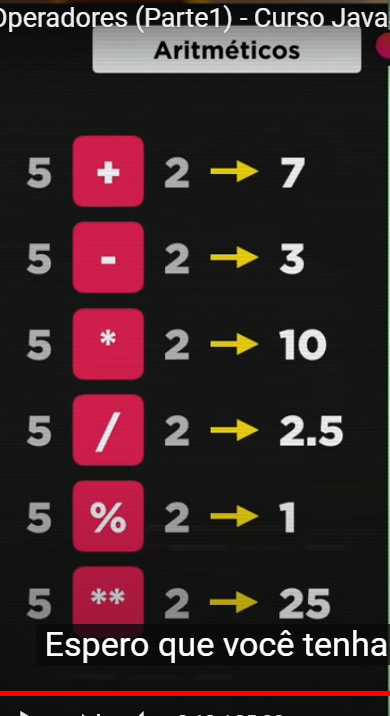 Operadores (Parte1) - Curso Java
Aritméticos
5 + 2 → 7
5 - 2 → 3
5 * 2 → 10
5 / 2 → 2.5
5 % 2 → 1
5 ** 2 → 25
Espero que você tenha